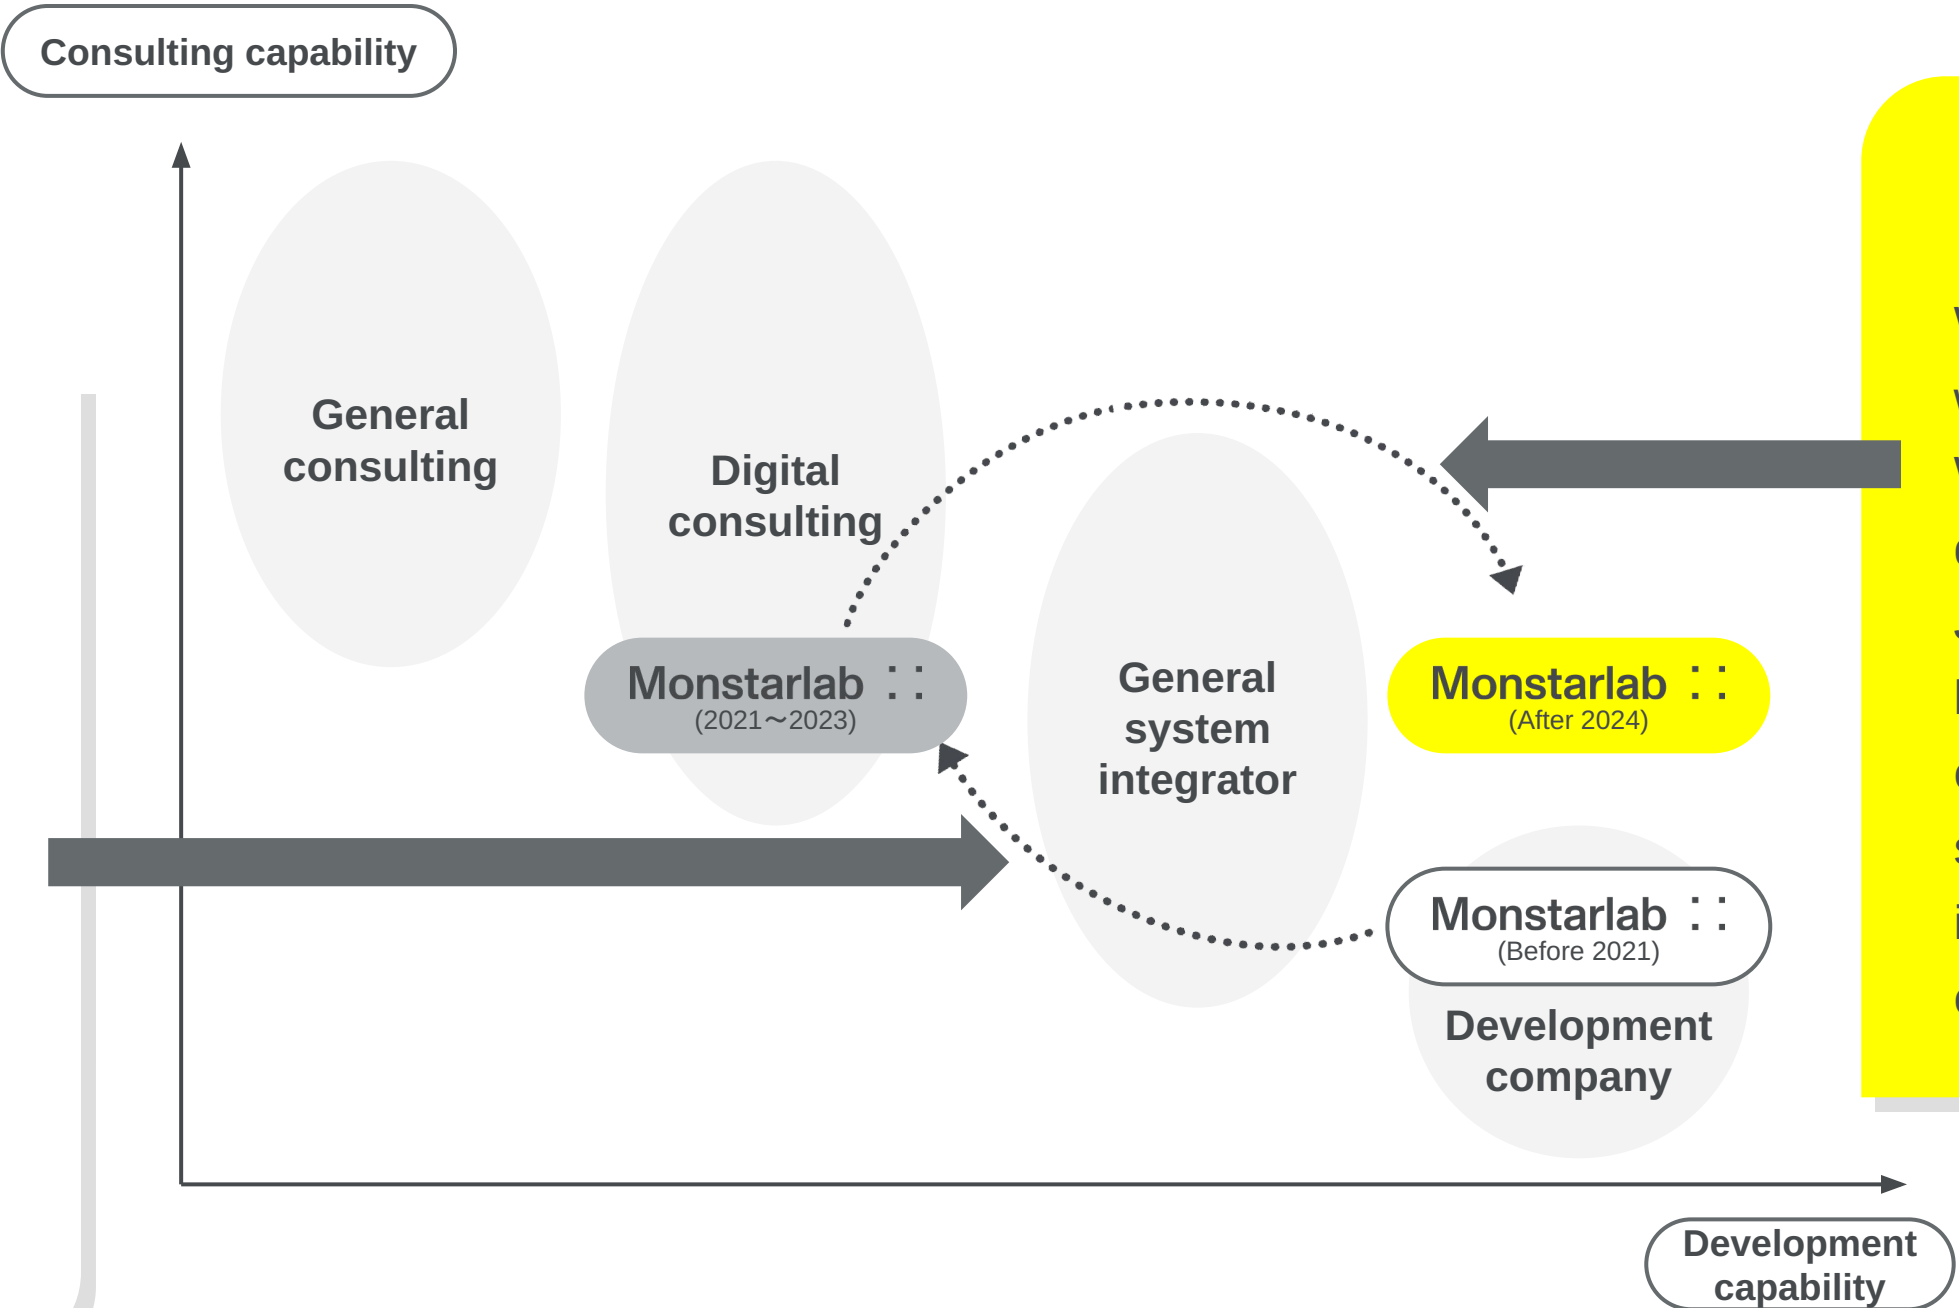 Consulting capability
General
consulting
Digital
consulting
Monstarlab
(2021〜2023)
General
system
integrator
Monstarlab
(After 2024)
Monstarlab
(Before 2021)
Development
company
Development
capability